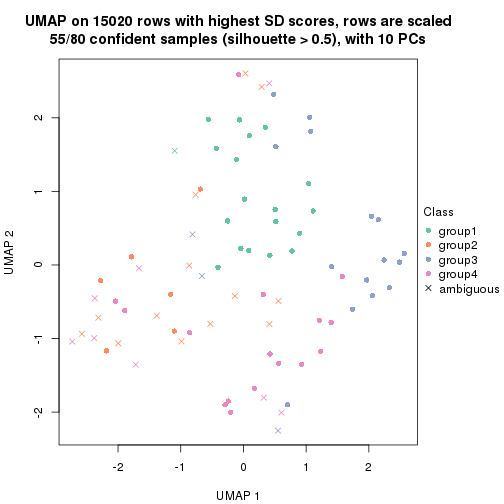 UMAP on 15020 rows with highest SD scores, rows are scaled
55/80 confident samples (silhouette > 0.5), with 10 PCs
UMAP 2
2
1
0
-1
-2
-2
-1
0
1
2
UMAP 1
Class
group1
group2
group3
group4
ambiguous